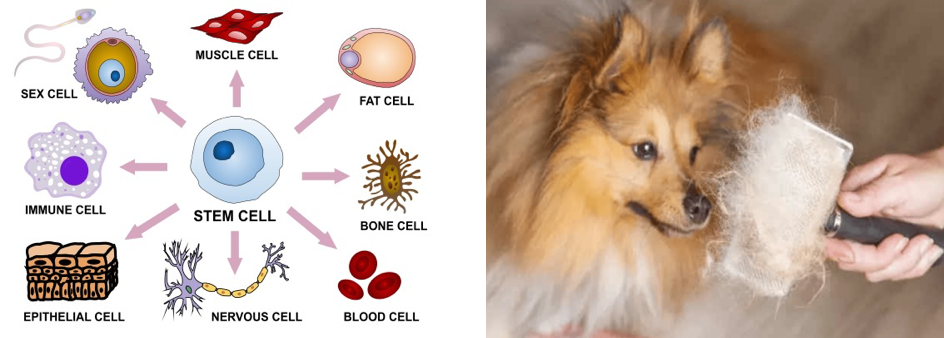 MUSCLE CELL
SEX CELL
FAT CELL
IMMUNE CELL
STEM CELL
BONE CELL
EPITHELIAL CELL
NERVOUS CELL
BLOOD CELL